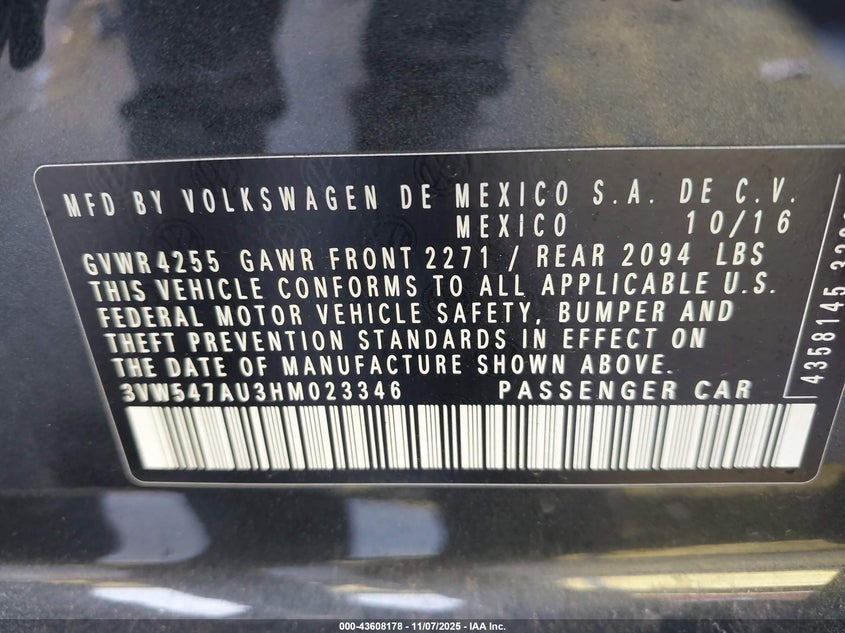 MFD BY VOLKSWAGEN DE MEXICO S.A. DE C.V.
MEXICO 10/16
GVWR4255 GAWR FRONT 2271 / REAR 2094 LBS
THIS VEHICLE CONFORMS TO ALL APPLICABLE U.S.
FEDERAL MOTOR VEHICLE SAFETY, BUMPER AND
THEFT PREVENTION STANDARDS IN EFFECT ON
THE DATE OF MANUFACTURE SHOWN ABOVE.
3VW547AU3HM023346 PASSENGER CAR
4358145
000-43608178 - 11/07/2025 - IAA Inc.